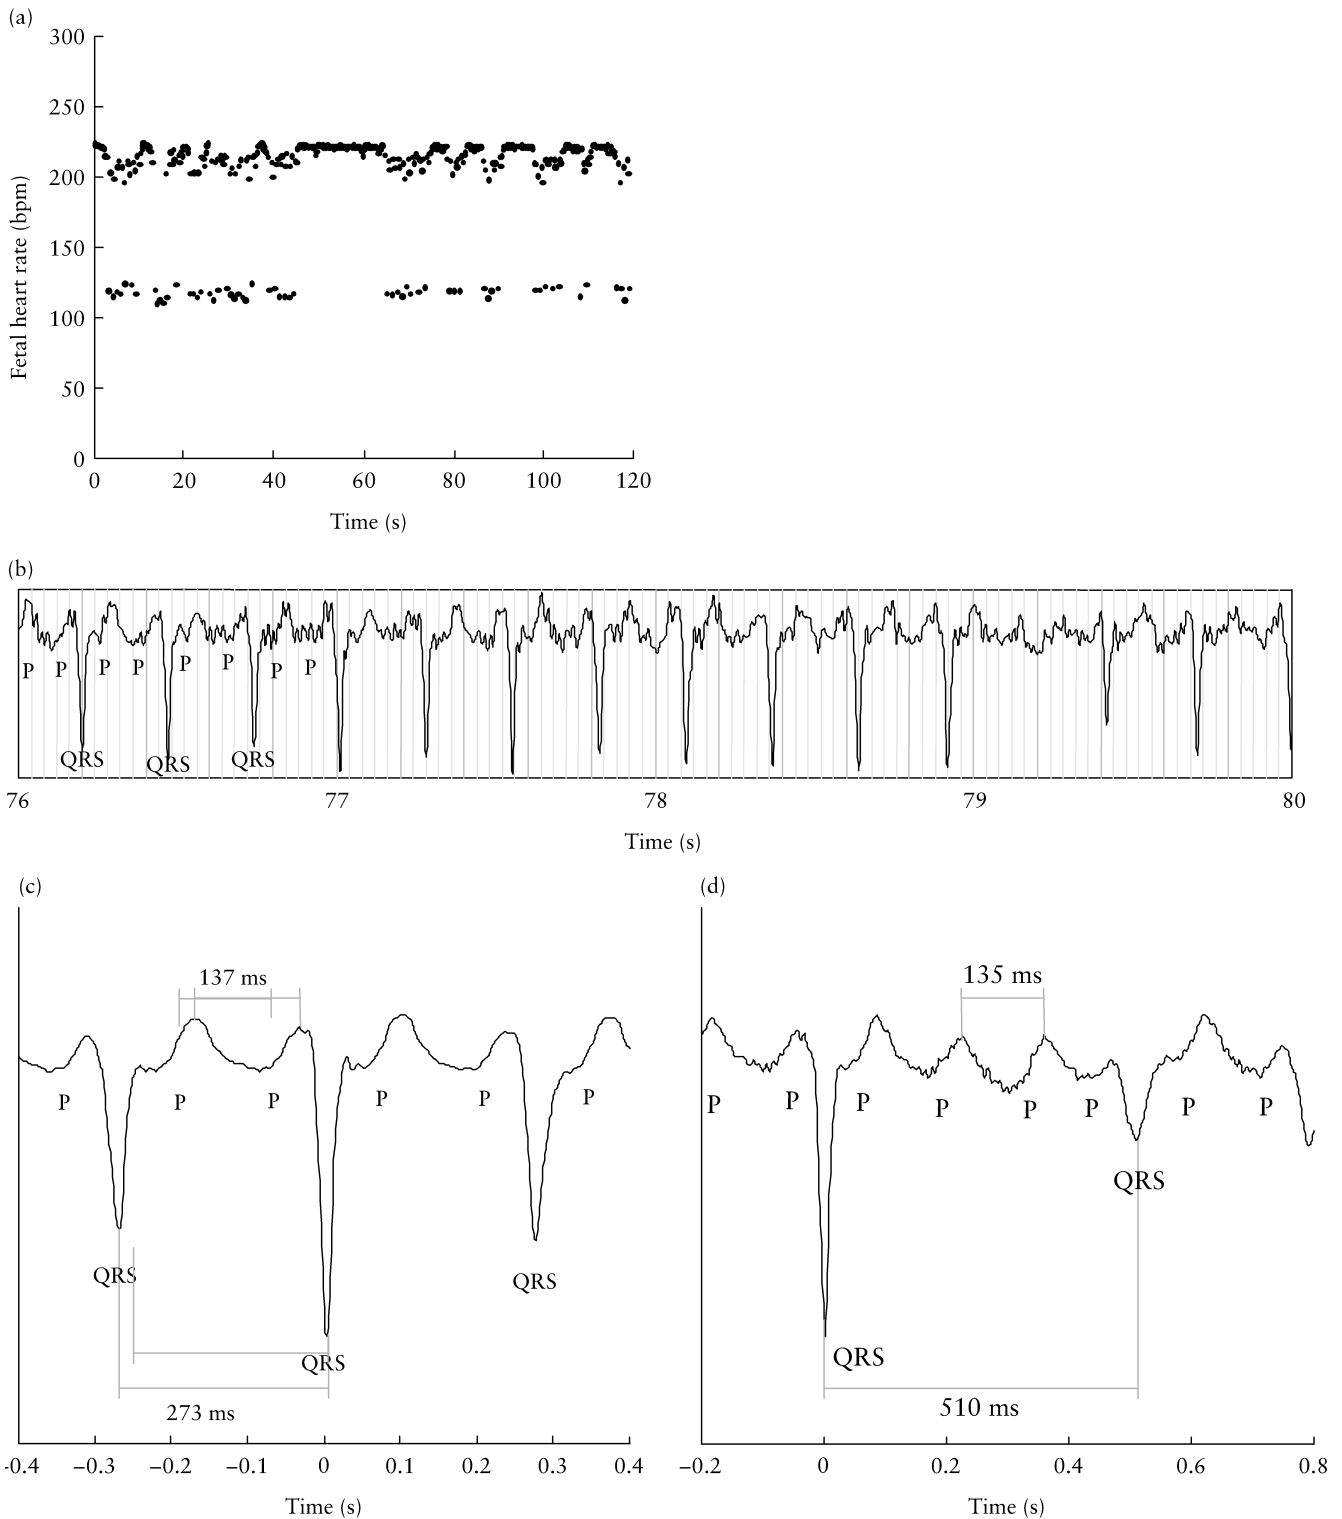 (a)
300
250
200
150
100
50
0
Fetal heart rate (bpm)
0 20 40 60 80 100 120
Time (s)
(b)
P P P P P P P P
QRS QRS QRS
76 77 78 79 80
Time (s)
(c)
137 ms
P P P P P P
QRS QRS
QRS
273 ms
-0.4 −0.3 −0.2 −0.1 0 0.1 0.2 0.3 0.4
Time (s)
(d)
135 ms
P P P P P P P P
QRS
QRS
510 ms
−0.2 0 0.2 0.4 0.6 0.8
Time (s)